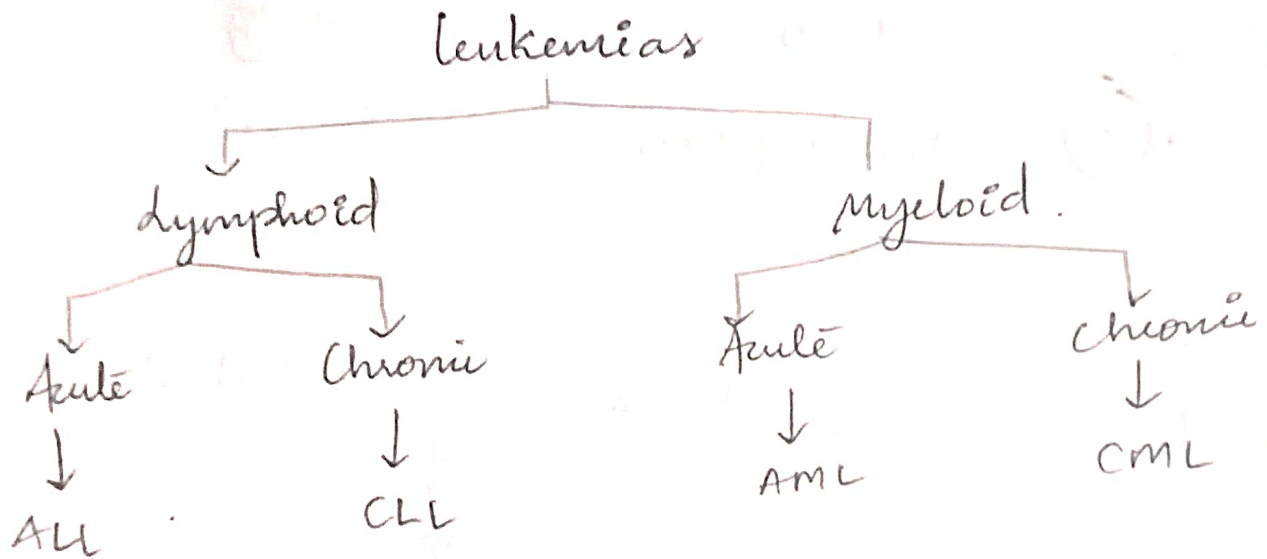 Leukemias
Lymphoid Myeloid.
Acute Chronic Acute Chronic
ALL CLL AML CML